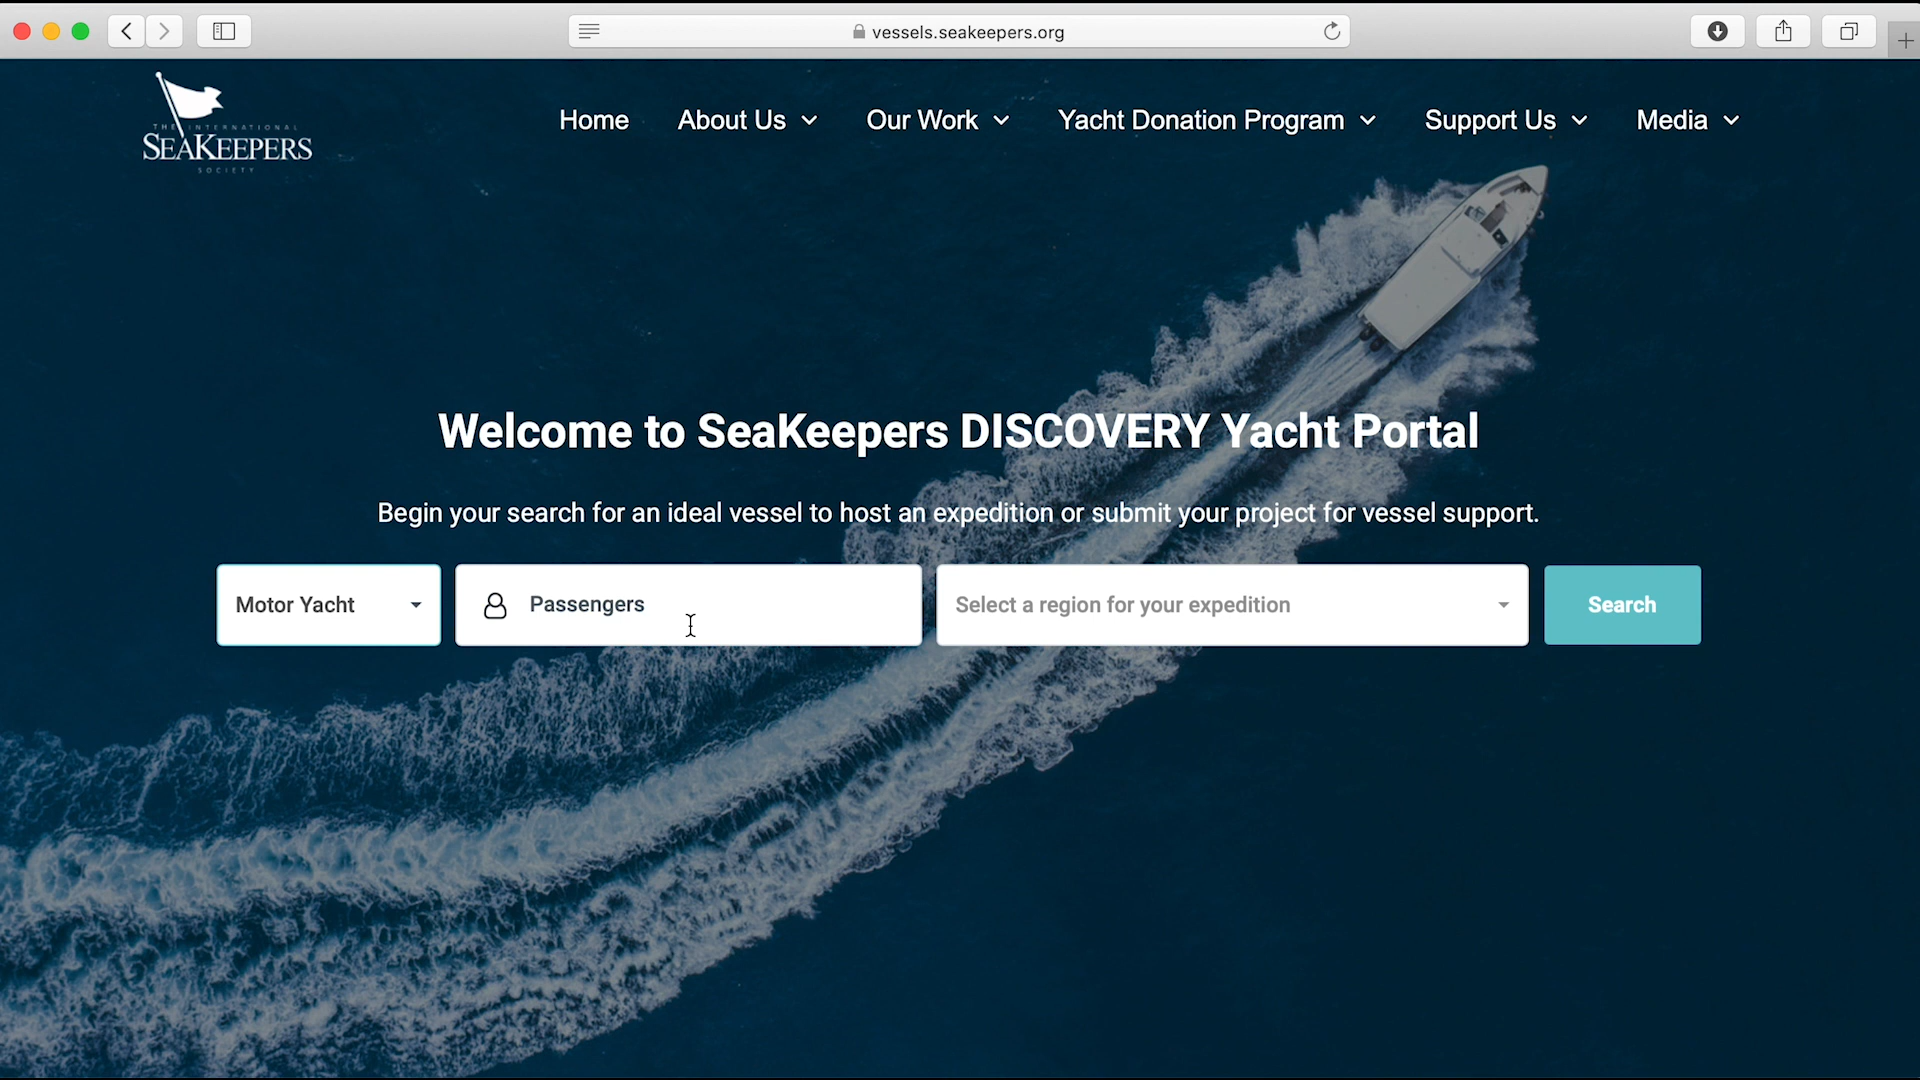 vessels.seakeepers.org
THE INTERNATIONAL
SEAKEEPERS
SOCIETY
Home
About Us
Our Work
Yacht Donation Program
Support Us
Media
Welcome to SeaKeepers DISCOVERY Yacht Portal
Begin your search for an ideal vessel to host an expedition or submit your project for vessel support.
Motor Yacht
Passengers
Select a region for your expedition
Search